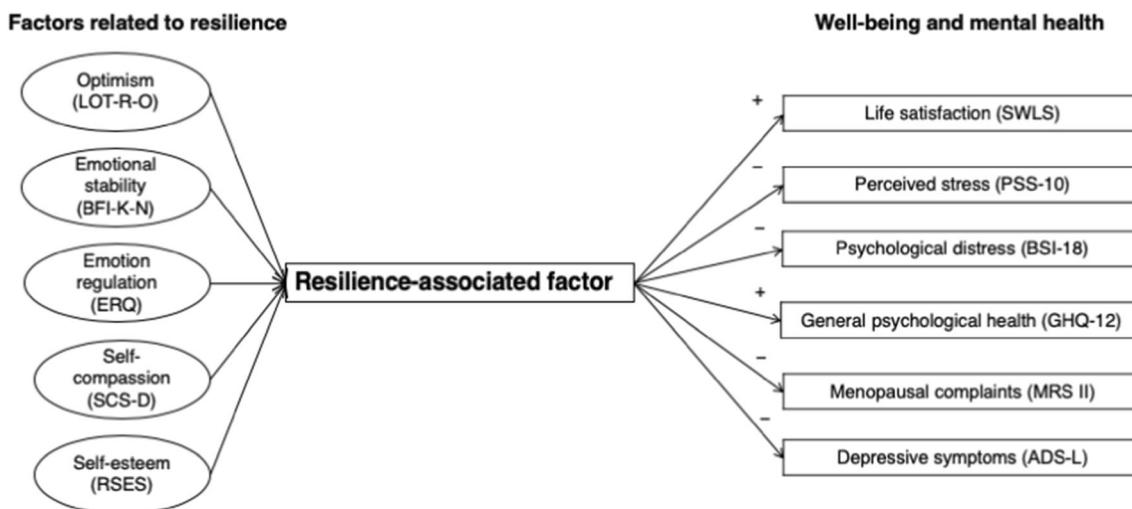 Factors related to resilience
Well-being and mental health
Optimism
(LOT-R-O)
Emotional
stability
(BFI-K-N)
Emotion
regulation
(ERQ)
Self-
compassion
(SCS-D)
Self-esteem
(RSES)
Resilience-associated factor
+
Life satisfaction (SWLS)
–
Perceived stress (PSS-10)
–
Psychological distress (BSI-18)
+
General psychological health (GHQ-12)
–
Menopausal complaints (MRS II)
–
Depressive symptoms (ADS-L)